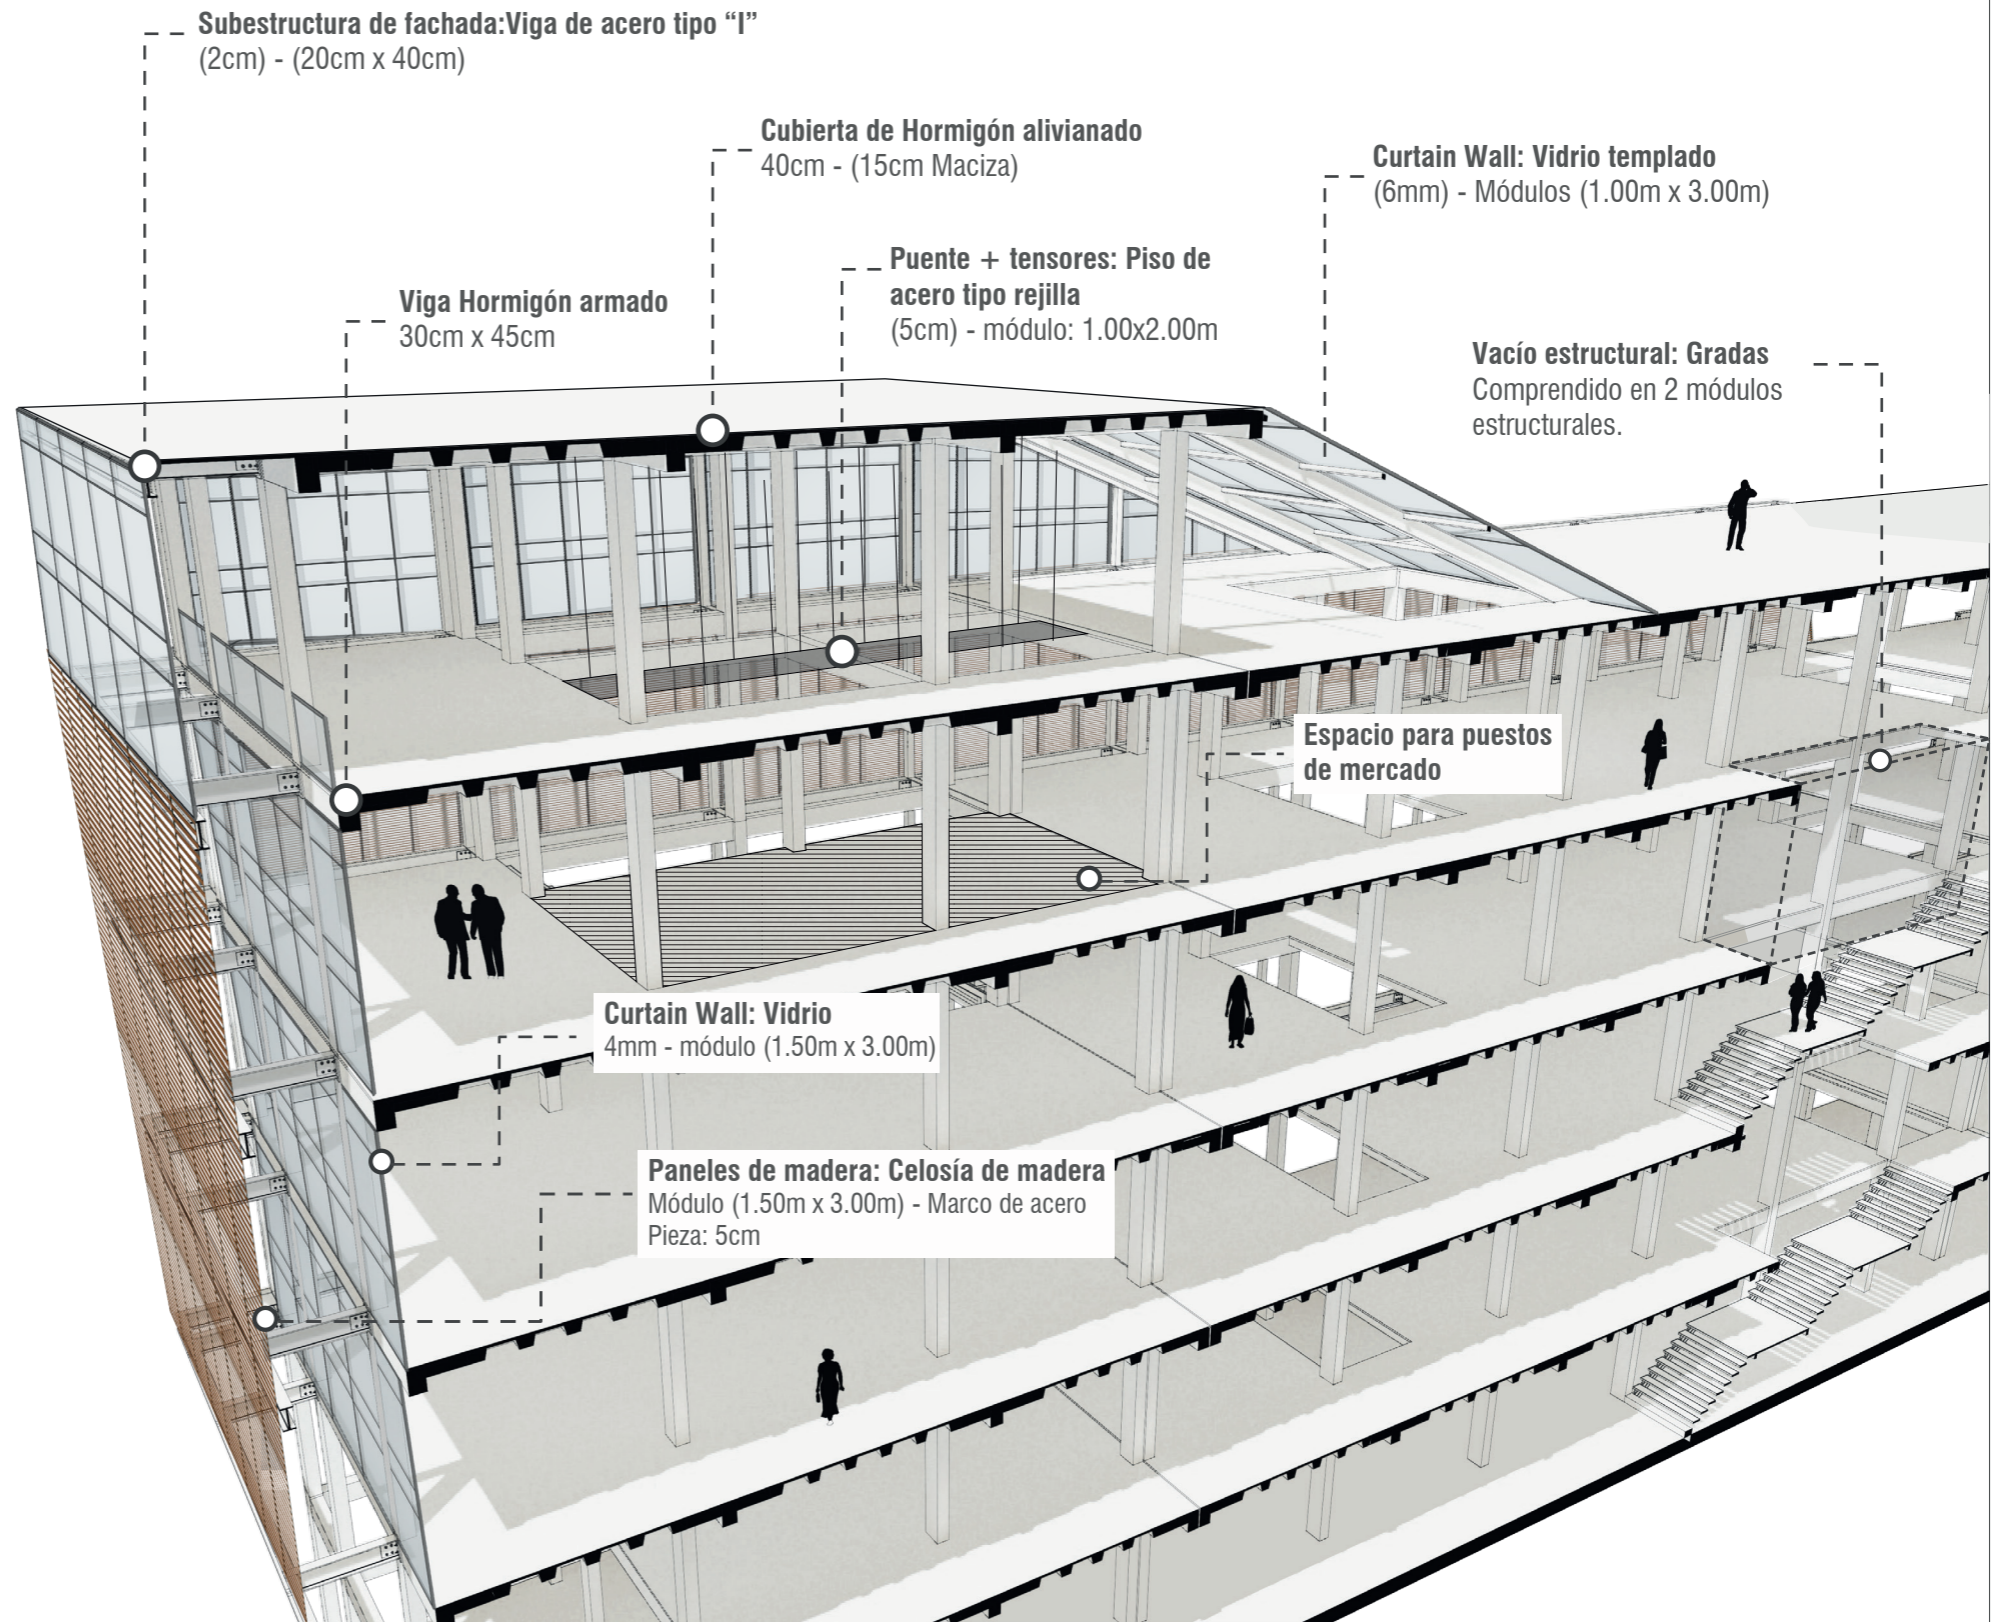 Subestructura de fachada:Viga de acero tipo “I”
(2cm) - (20cm x 40cm)
Cubierta de Hormigón alivianado
40cm - (15cm Maciza)
Curtain Wall: Vidrio templado
(6mm) - Módulos (1.00m x 3.00m)
Puente + tensores: Piso de
acero tipo rejilla
(5cm) - módulo: 1.00x2.00m
Viga Hormigón armado
30cm x 45cm
Vacío estructural: Gradas
Comprendido en 2 módulos
estructurales.
Espacio para puestos
de mercado
Curtain Wall: Vidrio
4mm - módulo (1.50m x 3.00m)
Paneles de madera: Celosía de madera
Módulo (1.50m x 3.00m) - Marco de acero
Pieza: 5cm